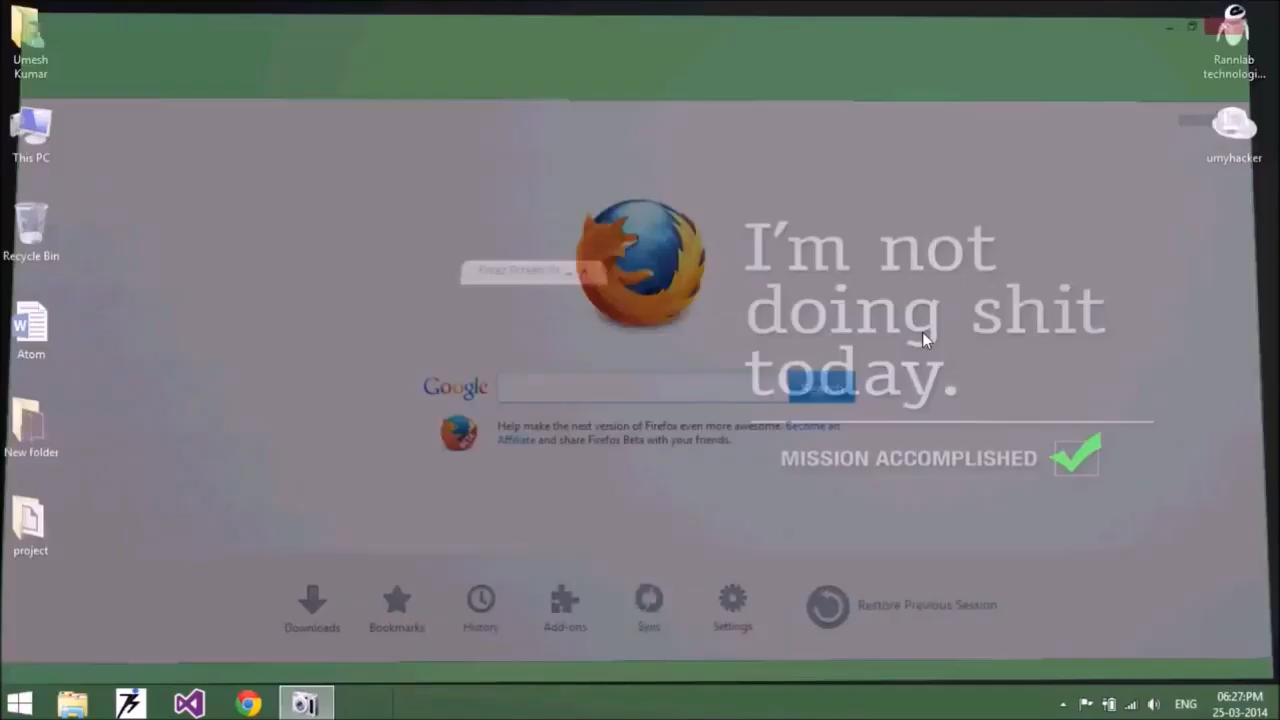 Umesh
Kumar
This PC
Recycle Bin
Atom
New folder
project
Rannlab
technologi...
umyhacker
I'm not
doing shit
today.
MISSION ACCOMPLISHED
Google
Help make the next version of Firefox even more awesome. Become an
Affiliate and share Firefox Beta with your friends.
Downloads
Bookmarks
History
Add-ons
Sync
Settings
Restore Previous Session
ENG
06:27:PM
25-03-2014